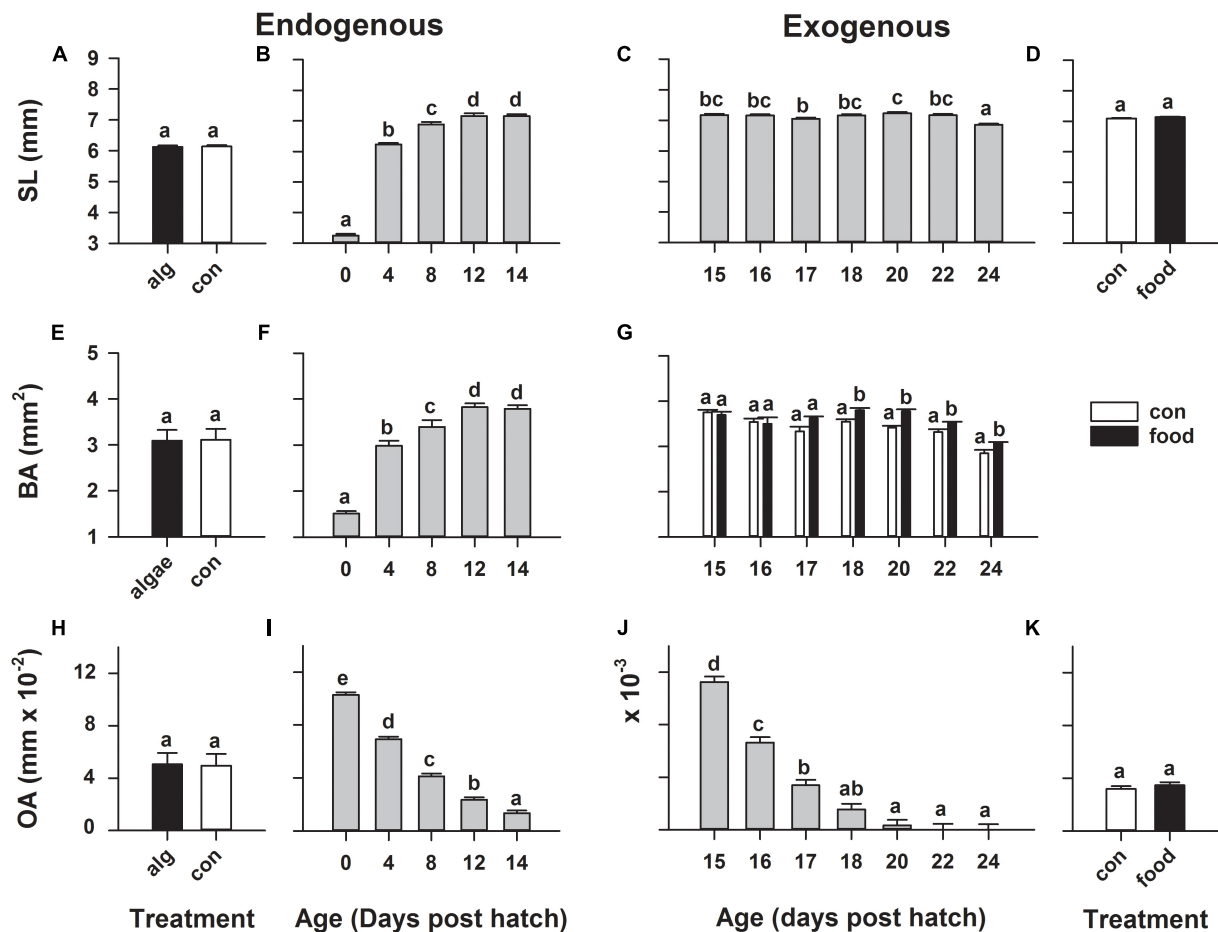 Endogenous
Exogenous
A
B
C
D
SL (mm)
9
8
7
6
5
4
3
a a
alg con
a b c d d
0 4 8 12 14
bc bc b bc c bc a
15 16 17 18 20 22 24
a a
con food
E
F
G
BA (mm²)
5
4
3
2
1
a a
algae con
a b c d d
0 4 8 12 14
a a a a a a a b a b a b a b
15 16 17 18 20 22 24
con
food
H
I
J
K
OA (mm x 10⁻²)
12
8
4
0
a a
alg con
e d c b a
0 4 8 12 14
x 10⁻³
d c b ab a a a
15 16 17 18 20 22 24
a a
con food
Treatment
Age (Days post hatch)
Age (days post hatch)
Treatment